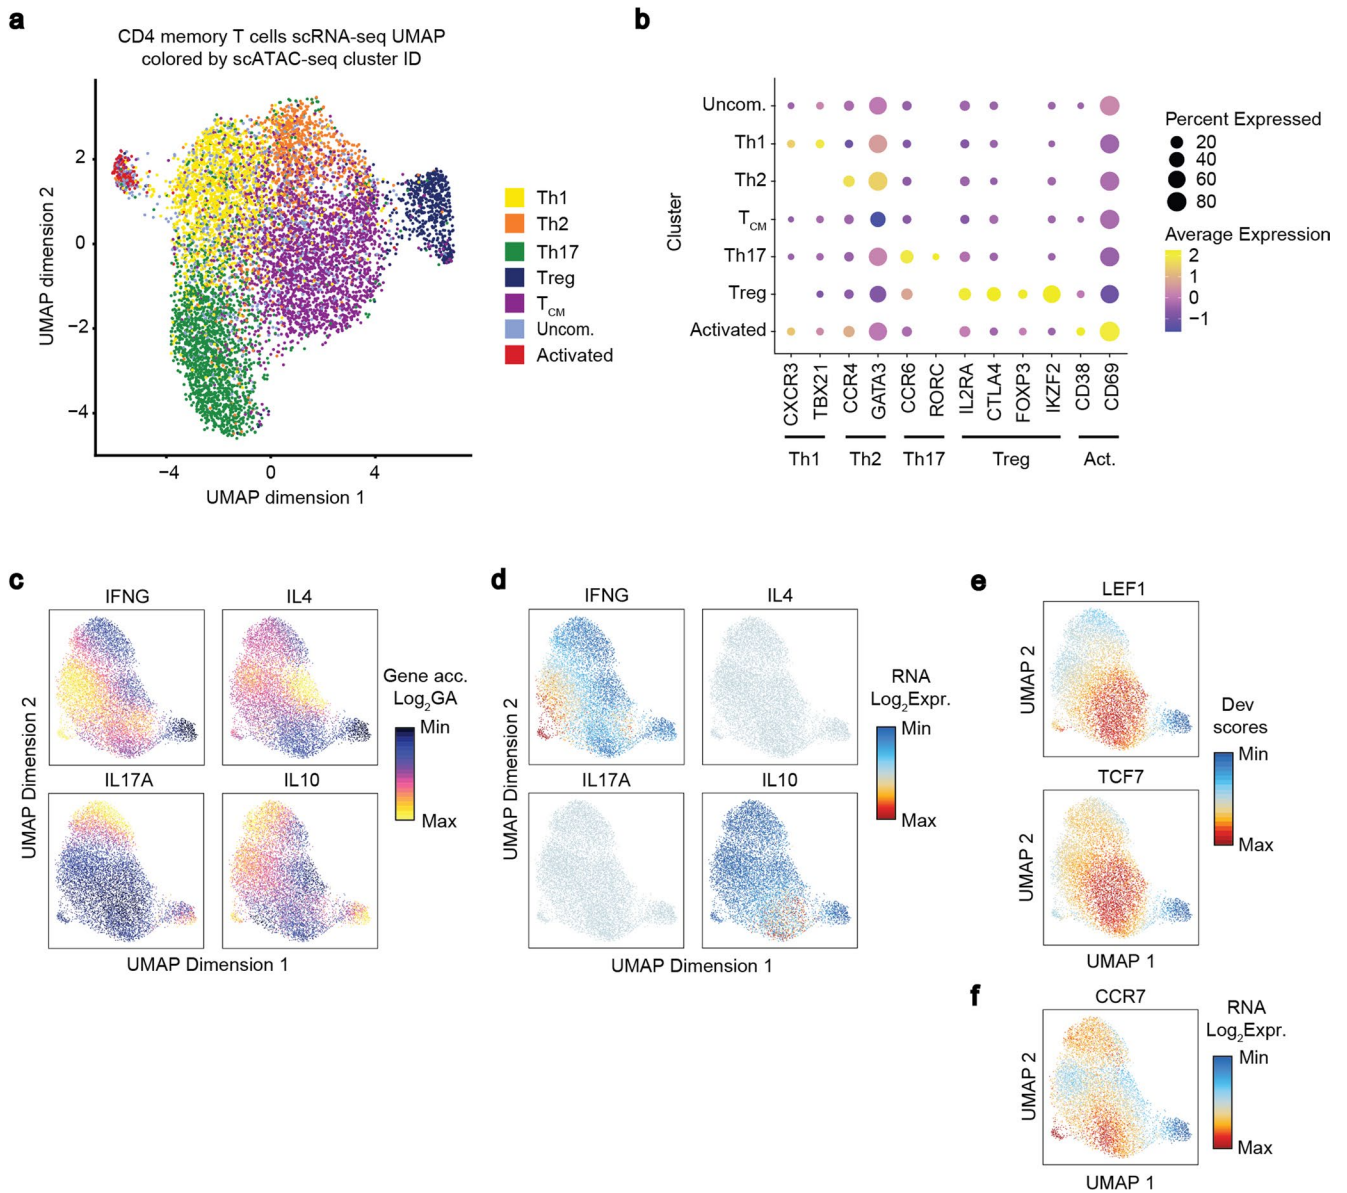 a
CD4 memory T cells scRNA-seq UMAP
colored by scATAC-seq cluster ID
UMAP dimension 2
2
0
−2
−4
−4
0
4
UMAP dimension 1
Th1
Th2
Th17
Treg
TCM
Uncom.
Activated
b
Cluster
Uncom.
Th1
Th2
TCM
Th17
Treg
Activated
CXCR3
TBX21
CCR4
GATA3
CCR6
RORC
IL2RA
CTLA4
FOXP3
IKZF2
CD38
CD69
Th1
Th2
Th17
Treg
Act.
Percent Expressed
20
40
60
80
Average Expression
2
1
0
−1
c
IFNG
IL4
IL17A
IL10
UMAP Dimension 2
UMAP Dimension 1
Gene acc.
Log2GA
Min
Max
d
IFNG
IL4
IL17A
IL10
UMAP Dimension 2
UMAP Dimension 1
RNA
Log2Expr.
Min
Max
e
LEF1
UMAP 2
TCF7
UMAP 2
UMAP 1
Dev
scores
Min
Max
f
CCR7
UMAP 2
UMAP 1
RNA
Log2Expr.
Min
Max